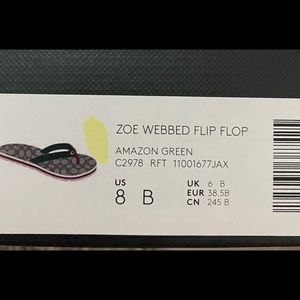 ZOE WEBBED FLIP FLOP
AMAZON GREEN
C2978 RFT 11001677JAX
US
8 B
UK 6 B
EUR 38.5B
CN 245 B